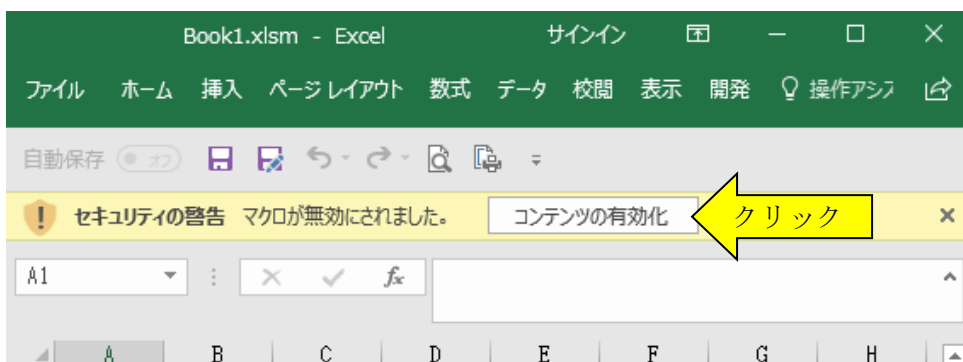 Book1.xlsm - Excel サインイン
ファイル ホーム 挿入 ページ レイアウト 数式 データ 校閲 表示 開発 操作アシス
自動保存 オフ
セキュリティの警告 マクロが無効にされました。 コンテンツの有効化 クリック
A1 fx
A B C D E F G H